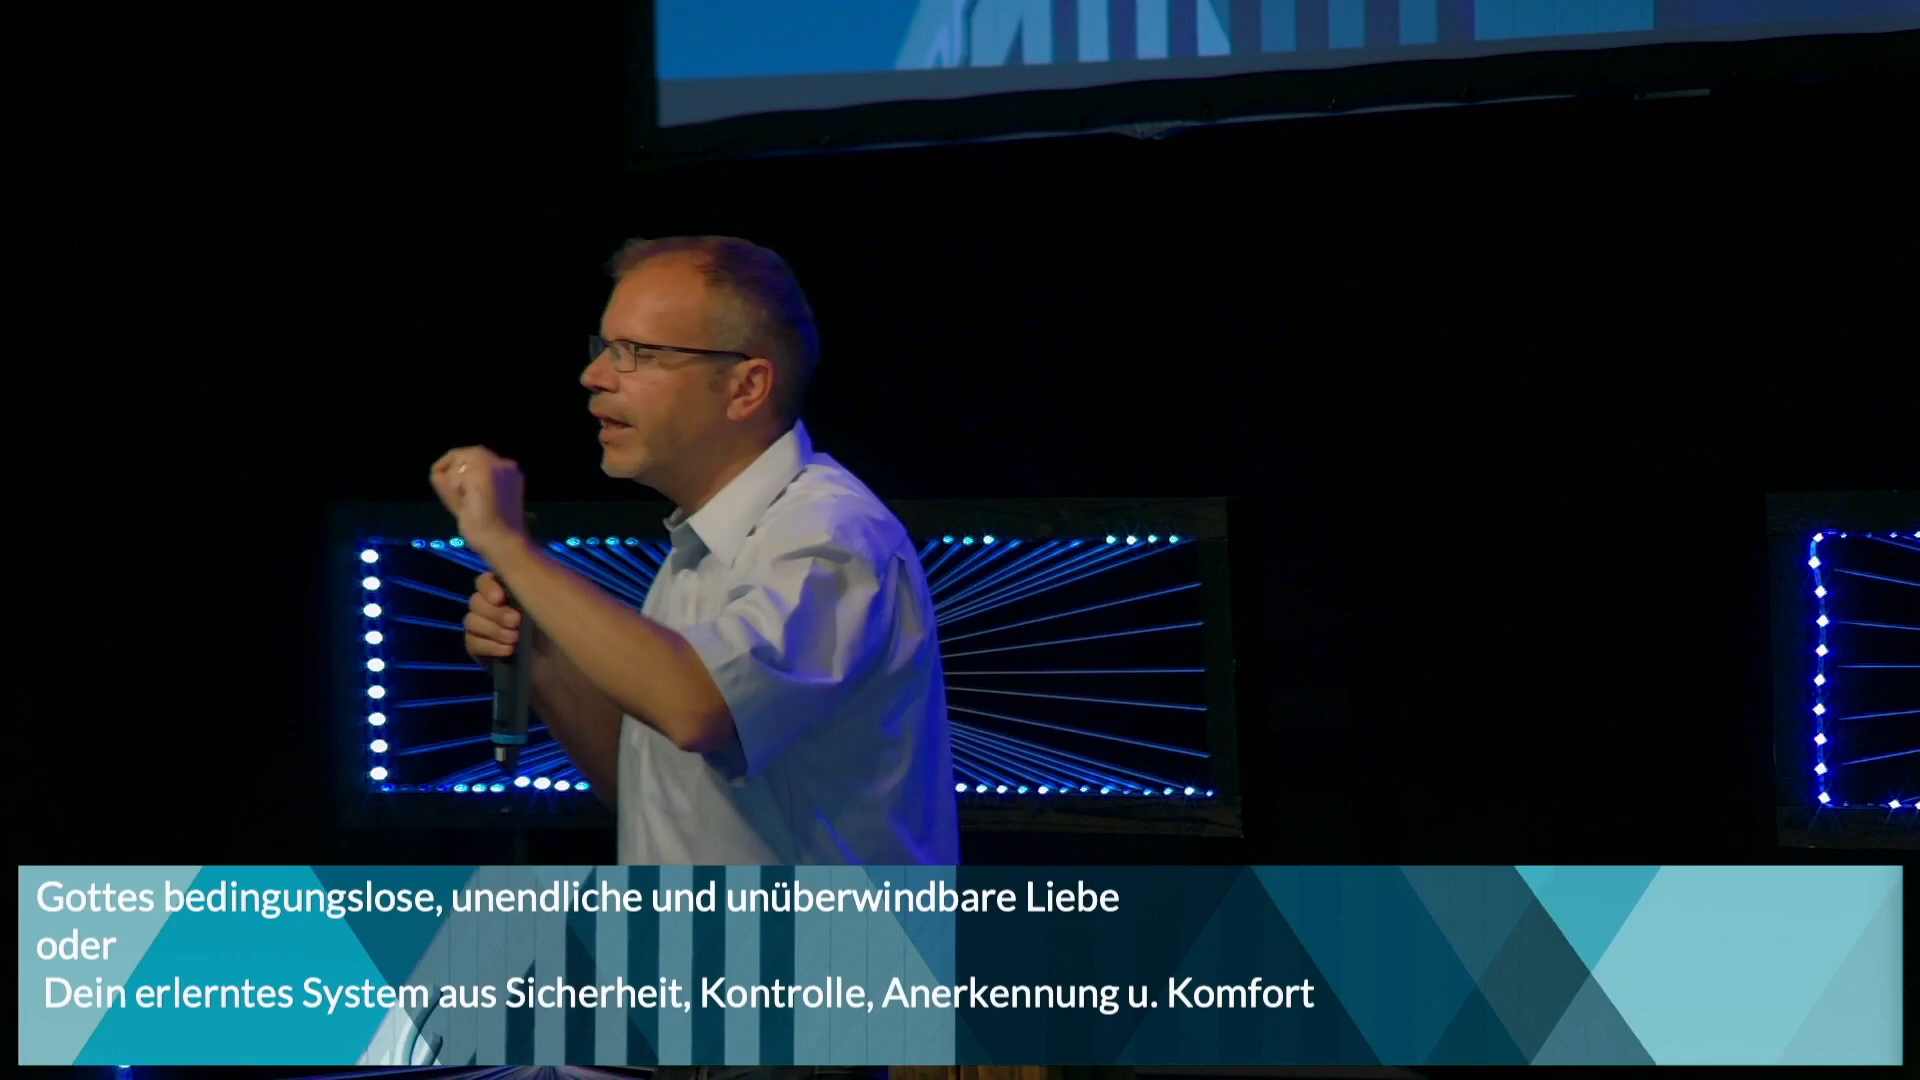 Gottes bedingungslose, unendliche und unüberwindbare Liebe
oder
Dein erlerntes System aus Sicherheit, Kontrolle, Anerkennung u. Komfort